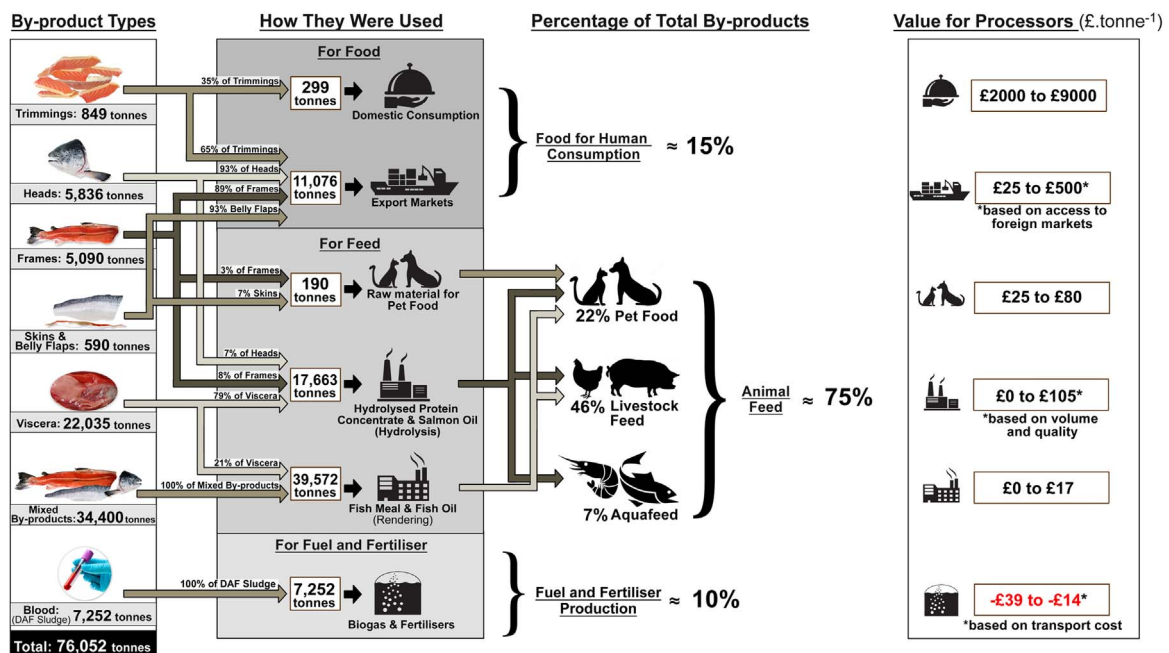 By-product Types
How They Were Used
Percentage of Total By-products
Value for Processors (£.tonne-1)
Trimmings: 849 tonnes
Heads: 5,836 tonnes
Frames: 5,090 tonnes
Skins &
Belly Flaps: 590 tonnes
Viscera: 22,035 tonnes
Mixed
By-products: 34,400 tonnes
Blood:
(DAF Sludge) 7,252 tonnes
Total: 76,052 tonnes
For Food
35% of Trimmings
299
tonnes
Domestic Consumption
65% of Trimmings
93% of Heads
89% of Frames
93% Belly Flaps
11,076
tonnes
Export Markets
For Feed
3% of Frames
7% Skins
190
tonnes
Raw material for
Pet Food
7% of Heads
8% of Frames
79% of Viscera
17,663
tonnes
Hydrolysed Protein
Concentrate & Salmon Oil
(Hydrolysis)
21% of Viscera
100% of Mixed By-products
39,572
tonnes
Fish Meal & Fish Oil
(Rendering)
For Fuel and Fertiliser
100% of DAF Sludge
7,252
tonnes
Biogas & Fertilisers
Food for Human
Consumption
≈ 15%
22% Pet Food
46% Livestock
Feed
7% Aquafeed
Animal
Feed
≈ 75%
Fuel and Fertiliser
Production
≈ 10%
£2000 to £9000
£25 to £500*
*based on access to
foreign markets
£25 to £80
£0 to £105*
*based on volume
and quality
£0 to £17
-£39 to -£14*
*based on transport cost